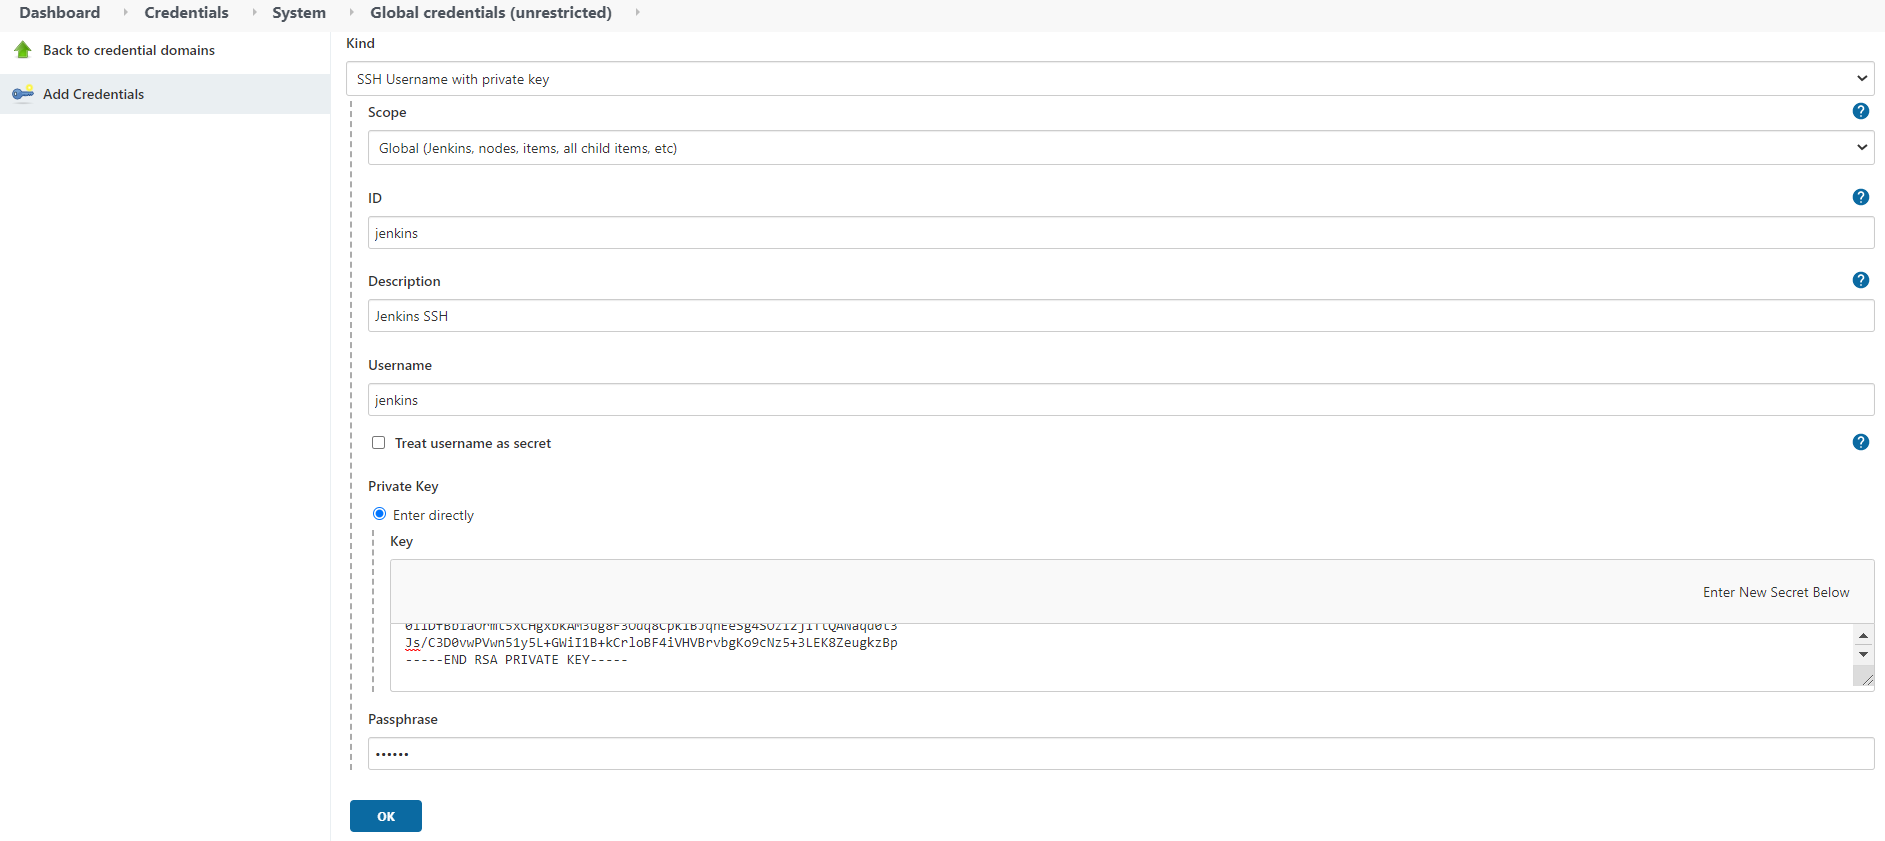 Dashboard Credentials System Global credentials (unrestricted)
Back to credential domains
Add Credentials
Kind
SSH Username with private key
Scope
Global (Jenkins, nodes, items, all child items, etc)
ID
jenkins
Description
Jenkins SSH
Username
jenkins
Treat username as secret
Private Key
Enter directly
Key
Enter New Secret Below
Js/C3D0vwPVwn51y5L+GWiI1B+kCrloBF4iVHVBrvbgKo9cNz5+3LEK8ZeugkzBp
-----END RSA PRIVATE KEY-----
Passphrase
••••••
OK